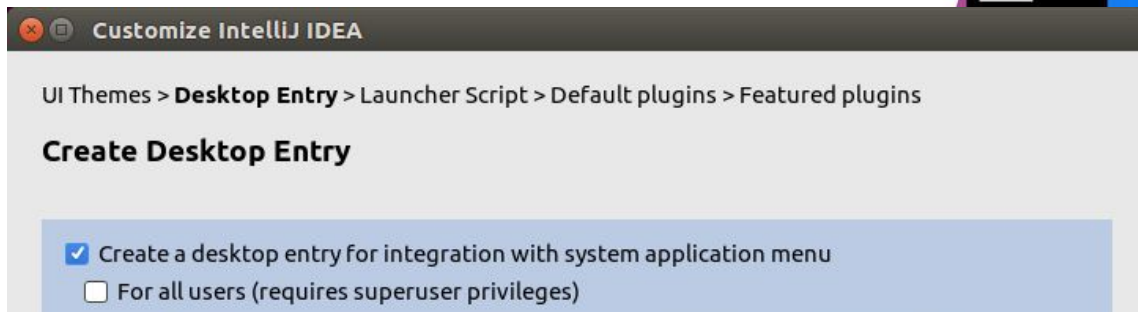 Customize IntelliJ IDEA
UI Themes > Desktop Entry > Launcher Script > Default plugins > Featured plugins
Create Desktop Entry
Create a desktop entry for integration with system application menu
For all users (requires superuser privileges)